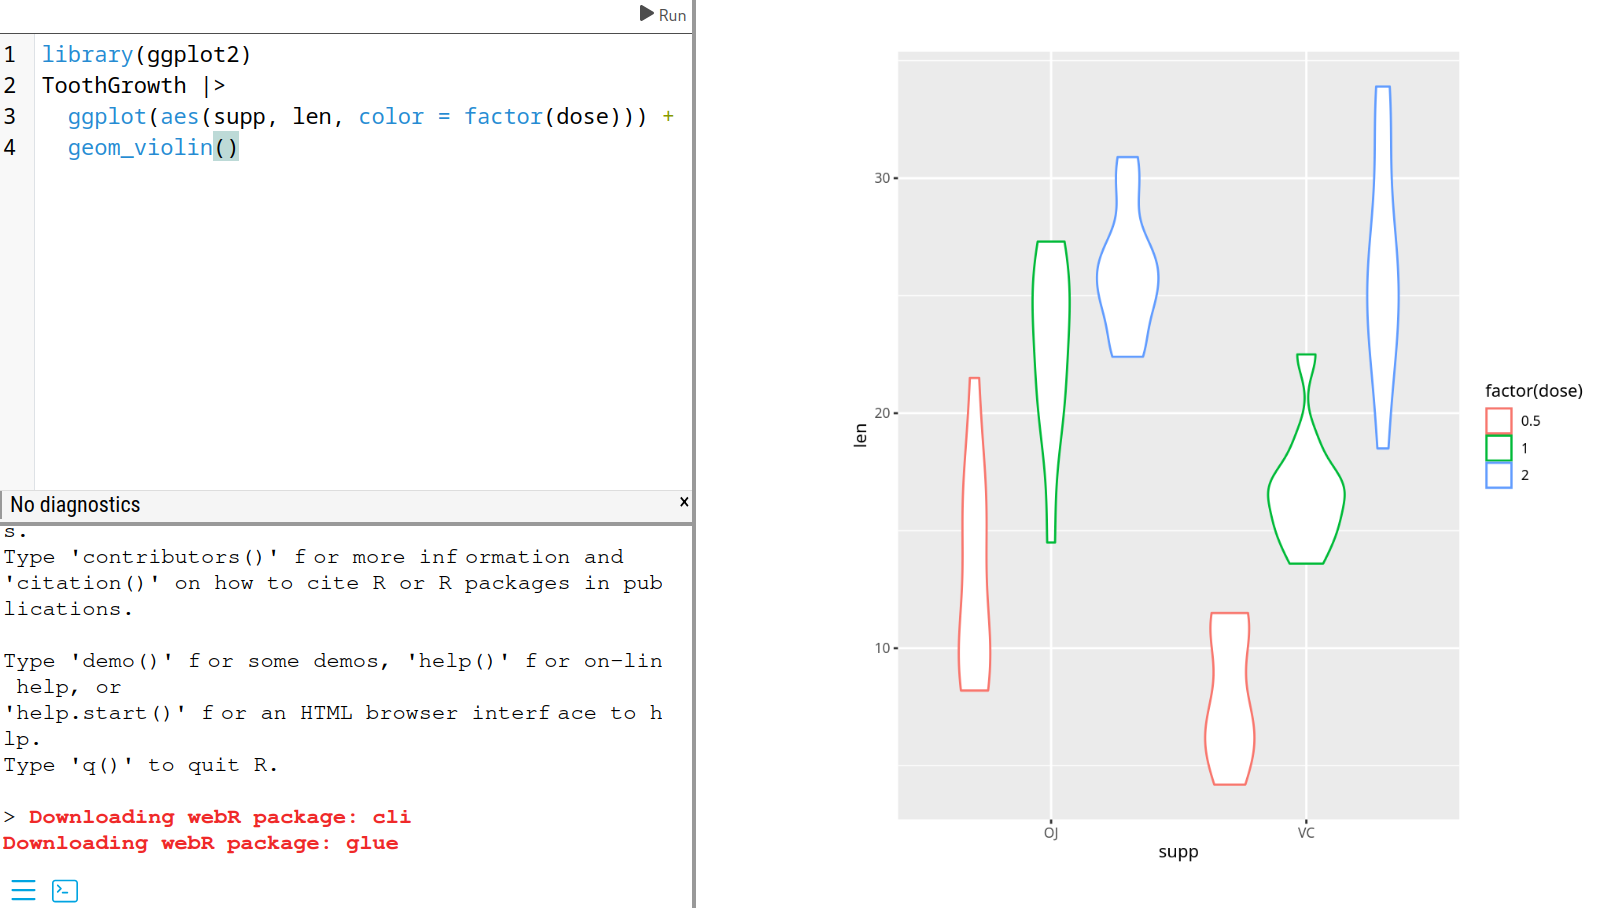 Run
1 library(ggplot2)
2 ToothGrowth |>
3 ggplot(aes(supp, len, color = factor(dose))) +
4 geom_violin()
No diagnostics ×
s.
Type 'contributors()' for more information and
'citation()' on how to cite R or R packages in pub
lications.
Type 'demo()' for some demos, 'help()' for on-lin
help, or
'help.start()' for an HTML browser interface to h
lp.
Type 'q()' to quit R.
> Downloading webR package: cli
Downloading webR package: glue
30
20
10
len
OJ
VC
supp
factor(dose)
0.5
1
2